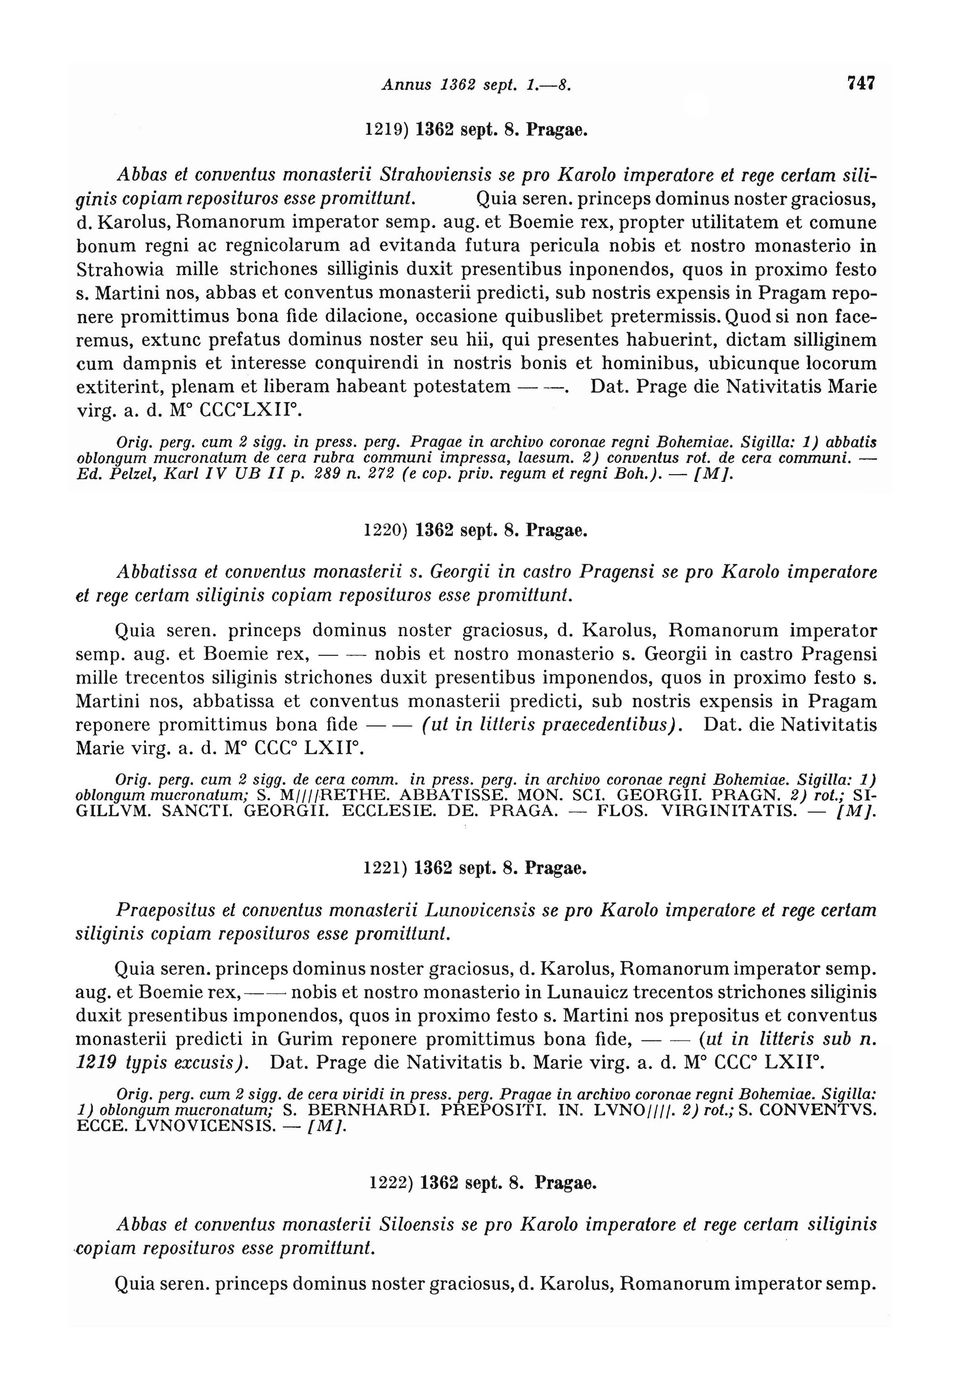 Annus 1362 sept. 1.—8. 747
1219) 1362 sept. 8. Pragae.
Abbas et conventus monasterii Strahoviensis se pro Karolo imperatore et rege certam sili-
ginis copiam reposituros esse promittunt. Quia seren. princeps dominus noster graciosus,
d. Karolus, Romanorum imperator semp. aug. et Boemie rex, propter utilitatem et comune
bonum regni ac regnicolarum ad evitanda futura pericula nobis et nostro monasterio in
Strahowia mille strichones silliginis duxit presentibus inponendos, quos in proximo festo
s. Martini nos, abbas et conventus monasterii predicti, sub nostris expensis in Pragam repo-
nere promittimus bona fide dilacione, occasione quibuslibet pretermissis. Quod si non face-
remus, extunc prefatus dominus noster seu hii, qui presentes habuerint, dictam silliginem
cum dampnis et interesse conquirendi in nostris bonis et hominibus, ubicunque locorum
extiterint, plenam et liberam habeant potestatem — —. Dat. Prage die Nativitatis Marie
virg. a. d. M° CCC°LXII°.
Orig. perg. cum 2 sigg. in press. perg. Pragae in archivo coronae regni Bohemiae. Sigilla: 1) abbatis
oblongum mucronatum de cera rubra communi impressa, laesum. 2) conventus rot. de cera communi. —
Ed. Pelzel, Karl IV UB II p. 289 n. 272 (e cop. priv. regum et regni Boh.). — [M].
1220) 1362 sept. 8. Pragae.
Abbatissa et conventus monasterii s. Georgii in castro Pragensi se pro Karolo imperatore
et rege certam siliginis copiam reposituros esse promittunt.
Quia seren. princeps dominus noster graciosus, d. Karolus, Romanorum imperator
semp. aug. et Boemie rex, — — nobis et nostro monasterio s. Georgii in castro Pragensi
mille trecentos siliginis strichones duxit presentibus imponendos, quos in proximo festo s.
Martini nos, abbatissa et conventus monasterii predicti, sub nostris expensis in Pragam
reponere promittimus bona fide — — (ut in litteris praecedentibus). Dat. die Nativitatis
Marie virg. a. d. M° CCC° LXII°.
Orig. perg. cum 2 sigg. de cera comm. in press. perg. in archivo coronae regni Bohemiae. Sigilla: 1)
oblongum mucronatum; S. M////RETHE. ABBATISSE. MON. SCI. GEORGII. PRAGN. 2) rot.; SI-
GILLVM. SANCTI. GEORGII. ECCLESIE. DE. PRAGA. — FLOS. VIRGINITATIS. — [M].
1221) 1362 sept. 8. Pragae.
Praepositus et conventus monasterii Lunovicensis se pro Karolo imperatore et rege certam
siliginis copiam reposituros esse promittunt.
Quia seren. princeps dominus noster graciosus, d. Karolus, Romanorum imperator semp.
aug. et Boemie rex, — — nobis et nostro monasterio in Lunauicz trecentos strichones siliginis
duxit presentibus imponendos, quos in proximo festo s. Martini nos prepositus et conventus
monasterii predicti in Gurim reponere promittimus bona fide, — — (ut in litteris sub n.
1219 typis excusis). Dat. Prage die Nativitatis b. Marie virg. a. d. M° CCC° LXII°.
Orig. perg. cum 2 sigg. de cera viridi in press. perg. Pragae in archivo coronae regni Bohemiae. Sigilla:
1) oblongum mucronatum; S. BERNHARDI. PREPOSITI. IN. LVNO////. 2) rot.; S. CONVENTVS.
ECCE. LVNOVICENSIS. — [M].
1222) 1362 sept. 8. Pragae.
Abbas et conventus monasterii Siloensis se pro Karolo imperatore et rege certam siliginis
copiam reposituros esse promittunt.
Quia seren. princeps dominus noster graciosus, d. Karolus, Romanorum imperator semp.